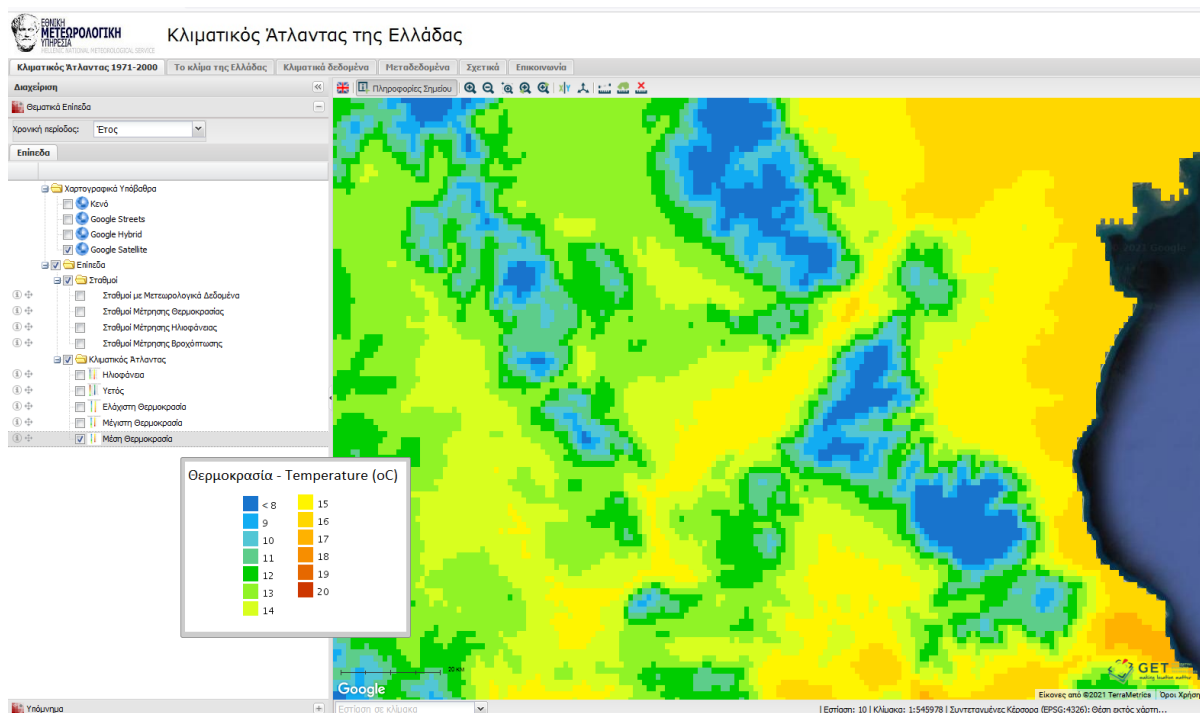 ΕΘΝΙΚΗ
ΜΕΤΕΩΡΟΛΟΓΙΚΗ
ΥΠΗΡΕΣΙΑ
HELLENIC NATIONAL METEOROLOGICAL SERVICE
Κλιματικός Άτλαντας της Ελλάδας
Κλιματικός Άτλαντας 1971-2000 Το κλίμα της Ελλάδας Κλιματικά δεδομένα Μεταδεδομένα Σχετικά Επικοινωνία
Διαχείριση
Πληροφορίες Σημείου
Θεματικά Επίπεδα
Χρονική περίοδος: Έτος
Επίπεδα
Χαρτογραφικά Υπόβαθρα
Κενό
Google Streets
Google Hybrid
Google Satellite
Επίπεδα
Σταθμοί
Σταθμοί με Μετεωρολογικά Δεδομένα
Σταθμοί Μέτρησης Θερμοκρασίας
Σταθμοί Μέτρησης Ηλιοφάνειας
Σταθμοί Μέτρησης Βροχόπτωσης
Κλιματικός Άτλαντας
Ηλιοφάνεια
Υετός
Ελάχιστη Θερμοκρασία
Μέγιστη Θερμοκρασία
Μέση Θερμοκρασία
Θερμοκρασία - Temperature (oC)
< 8 15
9 16
10 17
11 18
12 19
13 20
14
© 2021 Google
20 km
Google
GET
making location matter
Εικόνες από ©2021 TerraMetrics Όροι Χρήσης
Υπόμνημα
Εστίαση σε κλίμακα
| Εστίαση: 10 | Κλίμακα: 1:545978 | Συντεταγμένες Κέρσορα (EPSG:4326): Θέση εκτός χάρτη...